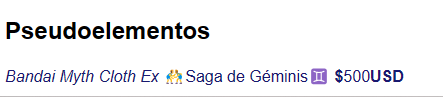 Pseudoelementos
Bandai Myth Cloth Ex 🤼Saga de Géminis♊ $500USD